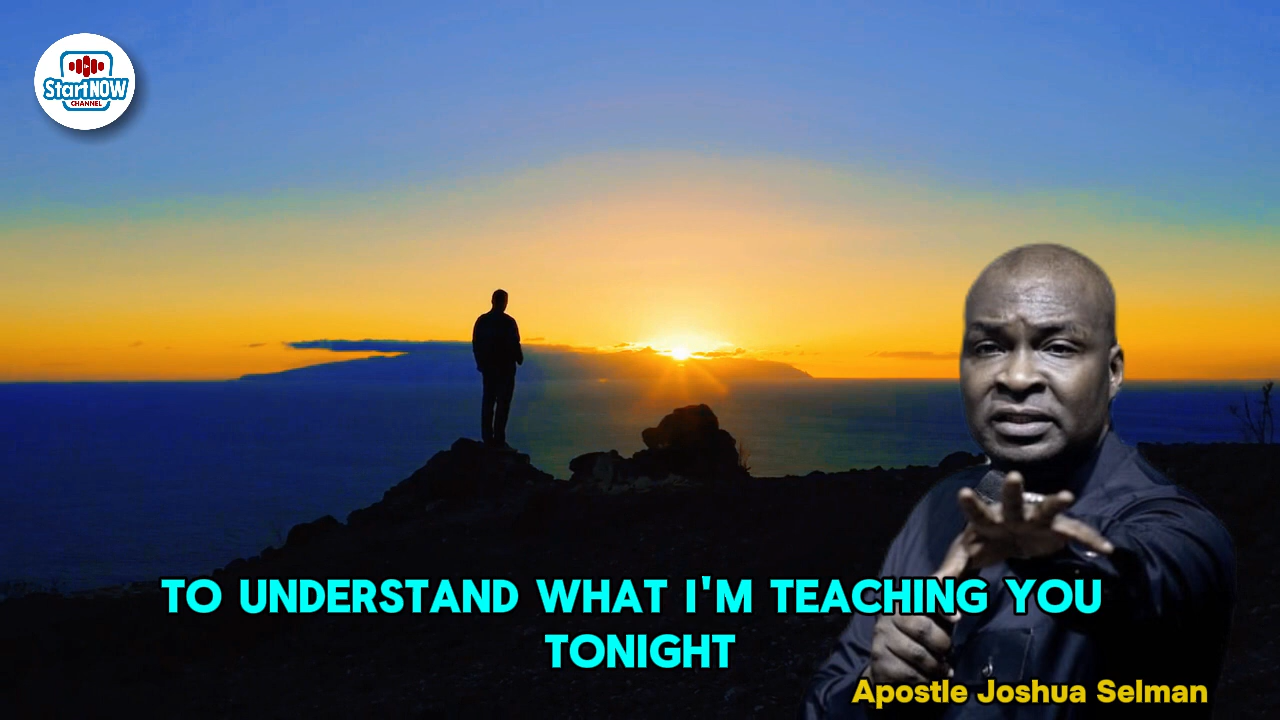 StartNOW
CHANNEL
TO UNDERSTAND WHAT I'M TEACHING YOU
TONIGHT
Apostle Joshua Selman